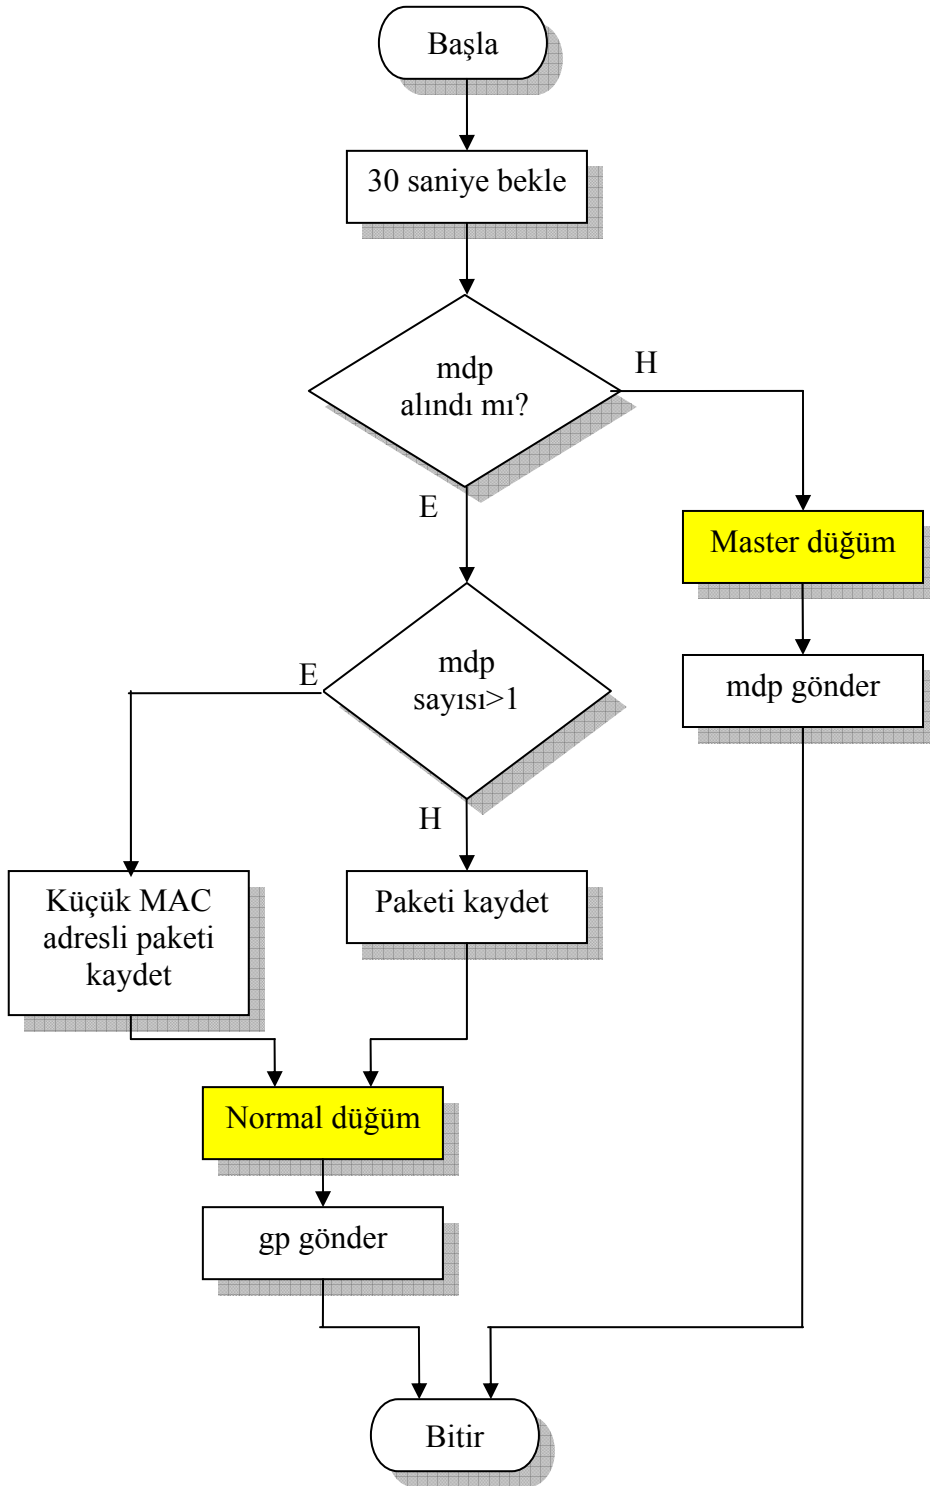 Başla
30 saniye bekle
mdp
alındı mı?
H
E
Master düğüm
mdp
sayısı>1
E
mdp gönder
H
Küçük MAC
adresli paketi
kaydet
Paketi kaydet
Normal düğüm
gp gönder
Bitir